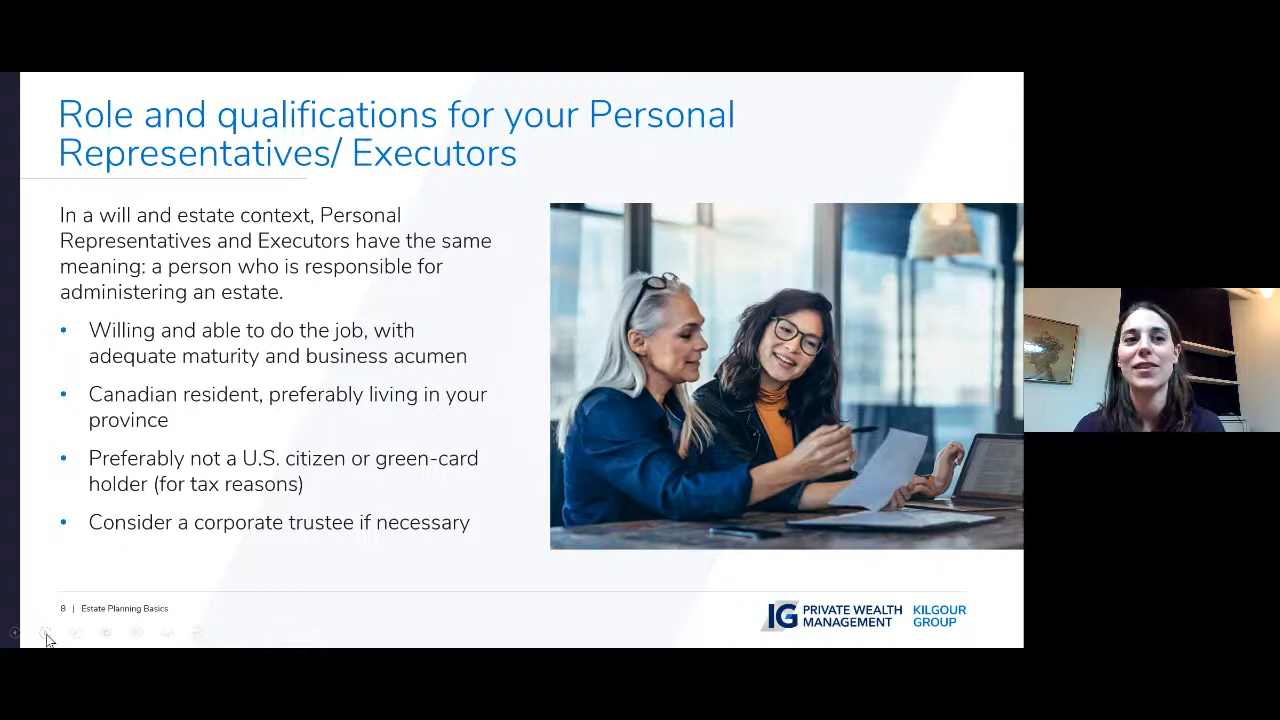 Role and qualifications for your Personal
Representatives/ Executors
In a will and estate context, Personal
Representatives and Executors have the same
meaning: a person who is responsible for
administering an estate.
• Willing and able to do the job, with
adequate maturity and business acumen
• Canadian resident, preferably living in your
province
• Preferably not a U.S. citizen or green-card
holder (for tax reasons)
• Consider a corporate trustee if necessary
8 | Estate Planning Basics
IG PRIVATE WEALTH
MANAGEMENT
KILGOUR
GROUP